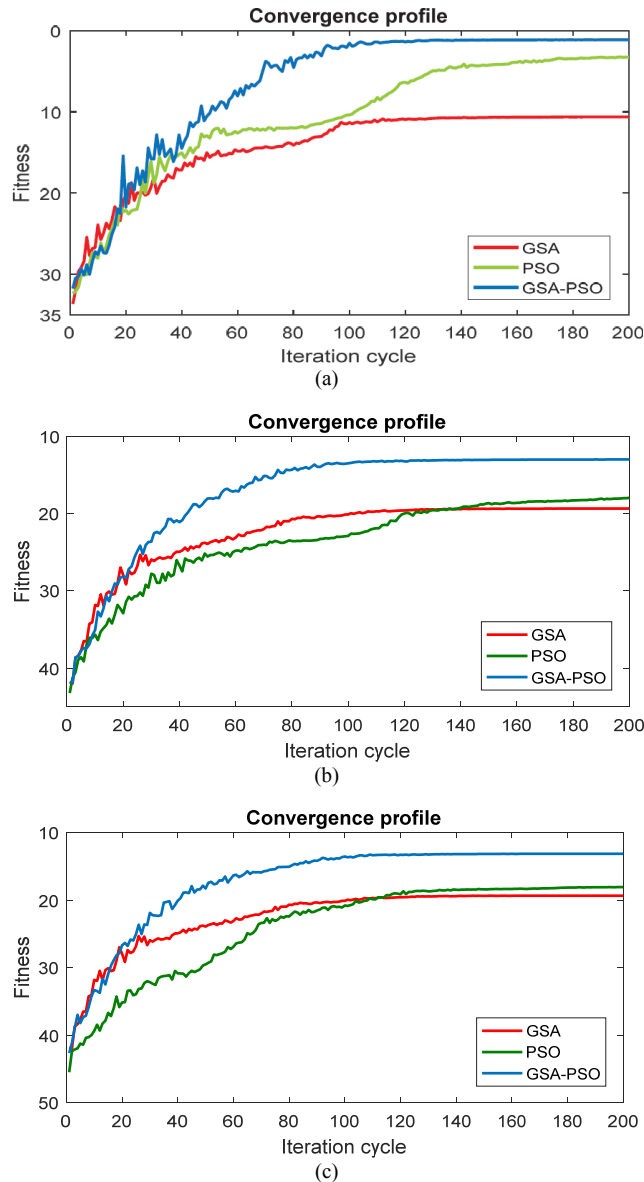 Convergence profile
0
10
20
30
35
Fitness
GSA
PSO
GSA-PSO
0 20 40 60 80 100 120 140 160 180 200
Iteration cycle
(a)
Convergence profile
10
20
30
40
Fitness
GSA
PSO
GSA-PSO
0 20 40 60 80 100 120 140 160 180 200
Iteration cycle
(b)
Convergence profile
10
20
30
40
50
Fitness
GSA
PSO
GSA-PSO
0 20 40 60 80 100 120 140 160 180 200
Iteration cycle
(c)